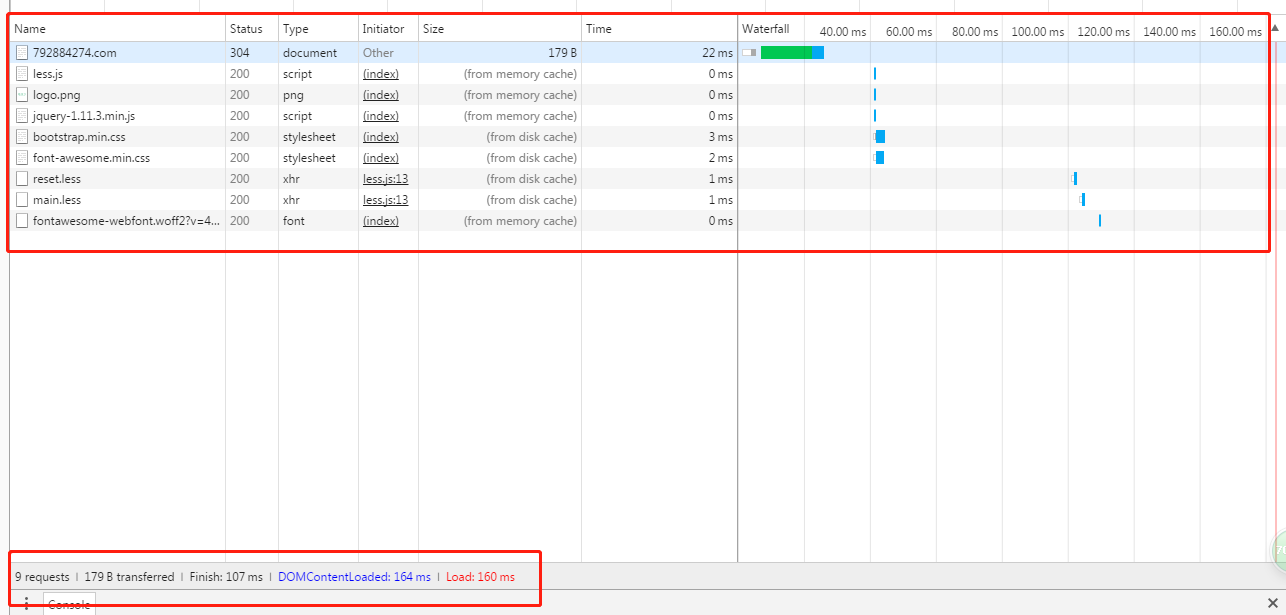 Name Status Type Initiator Size Time Waterfall 40.00 ms 60.00 ms 80.00 ms 100.00 ms 120.00 ms 140.00 ms 160.00 ms
792884274.com 304 document Other 179 B 22 ms
less.js 200 script (index) (from memory cache) 0 ms
logo.png 200 png (index) (from memory cache) 0 ms
jquery-1.11.3.min.js 200 script (index) (from memory cache) 0 ms
bootstrap.min.css 200 stylesheet (index) (from disk cache) 3 ms
font-awesome.min.css 200 stylesheet (index) (from disk cache) 2 ms
reset.less 200 xhr less.js:13 (from disk cache) 1 ms
main.less 200 xhr less.js:13 (from disk cache) 1 ms
fontawesome-webfont.woff2?v=4... 200 font (index) (from memory cache) 0 ms
9 requests | 179 B transferred | Finish: 107 ms | DOMContentLoaded: 164 ms | Load: 160 ms
Console